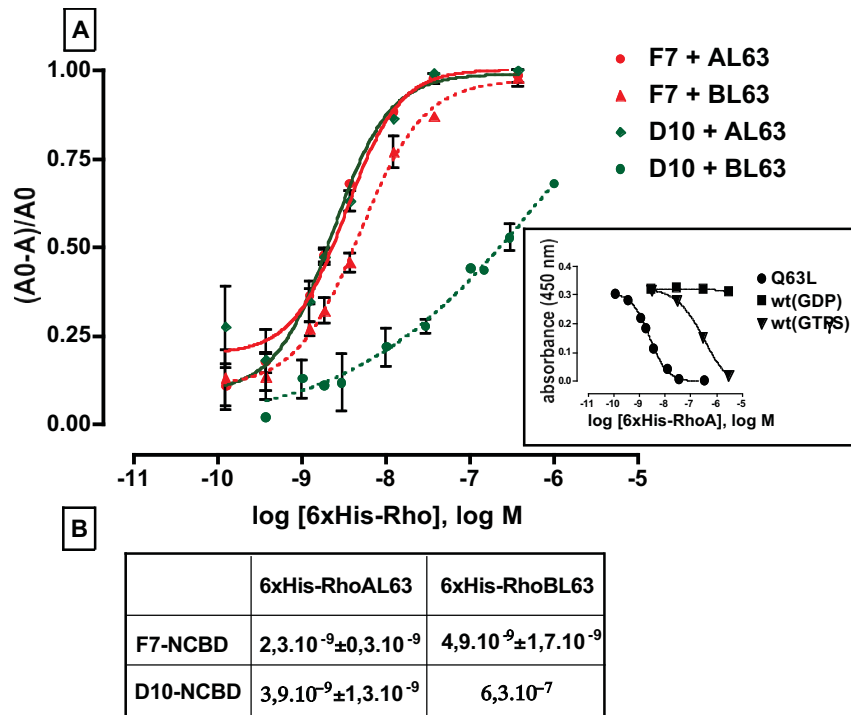 A
(A0-A)/A0
1.00
0.75
0.50
0.25
0.00
-11 -10 -9 -8 -7 -6 -5
log [6xHis-Rho], log M
F7 + AL63
F7 + BL63
D10 + AL63
D10 + BL63
absorbance (450 nm)
0.4
0.3
0.2
0.1
0.0
-10 -9 -8 -7 -6 -5
log [6xHis-RhoA], log M
Q63L
wt(GDP)
wt(GTPγS)
B
6xHis-RhoAL63 6xHis-RhoBL63
F7-NCBD 2,3.10⁻⁹±0,3.10⁻⁹ 4,9.10⁻⁹±1,7.10⁻⁹
D10-NCBD 3,9.10⁻⁹±1,3.10⁻⁹ 6,3.10⁻⁷